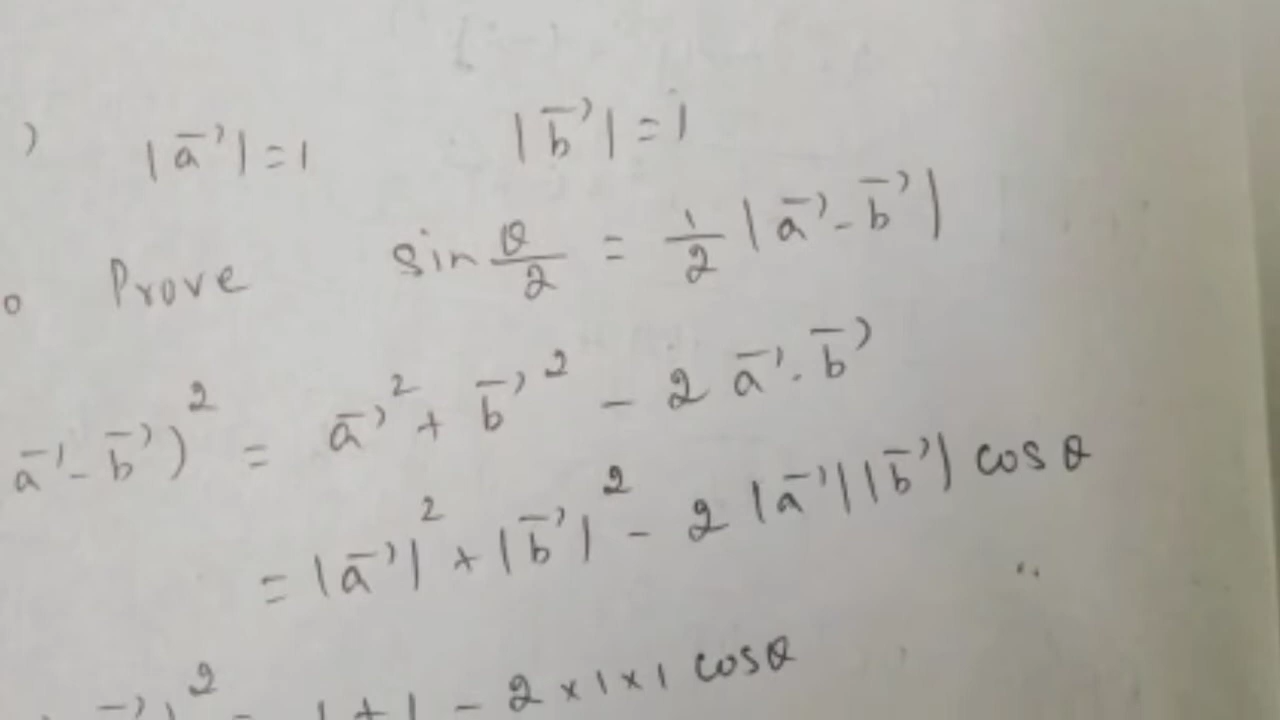 ) |a⃗| = 1 |b⃗| = 1
o Prove sin θ/2 = 1/2 |a⃗ - b⃗|
a⃗ - b⃗)² = a⃗² + b⃗² - 2 a⃗ . b⃗
= |a⃗|² + |b⃗|² - 2 |a⃗| |b⃗| cos θ
² = 1 + 1 - 2 × 1 × 1 cos θ